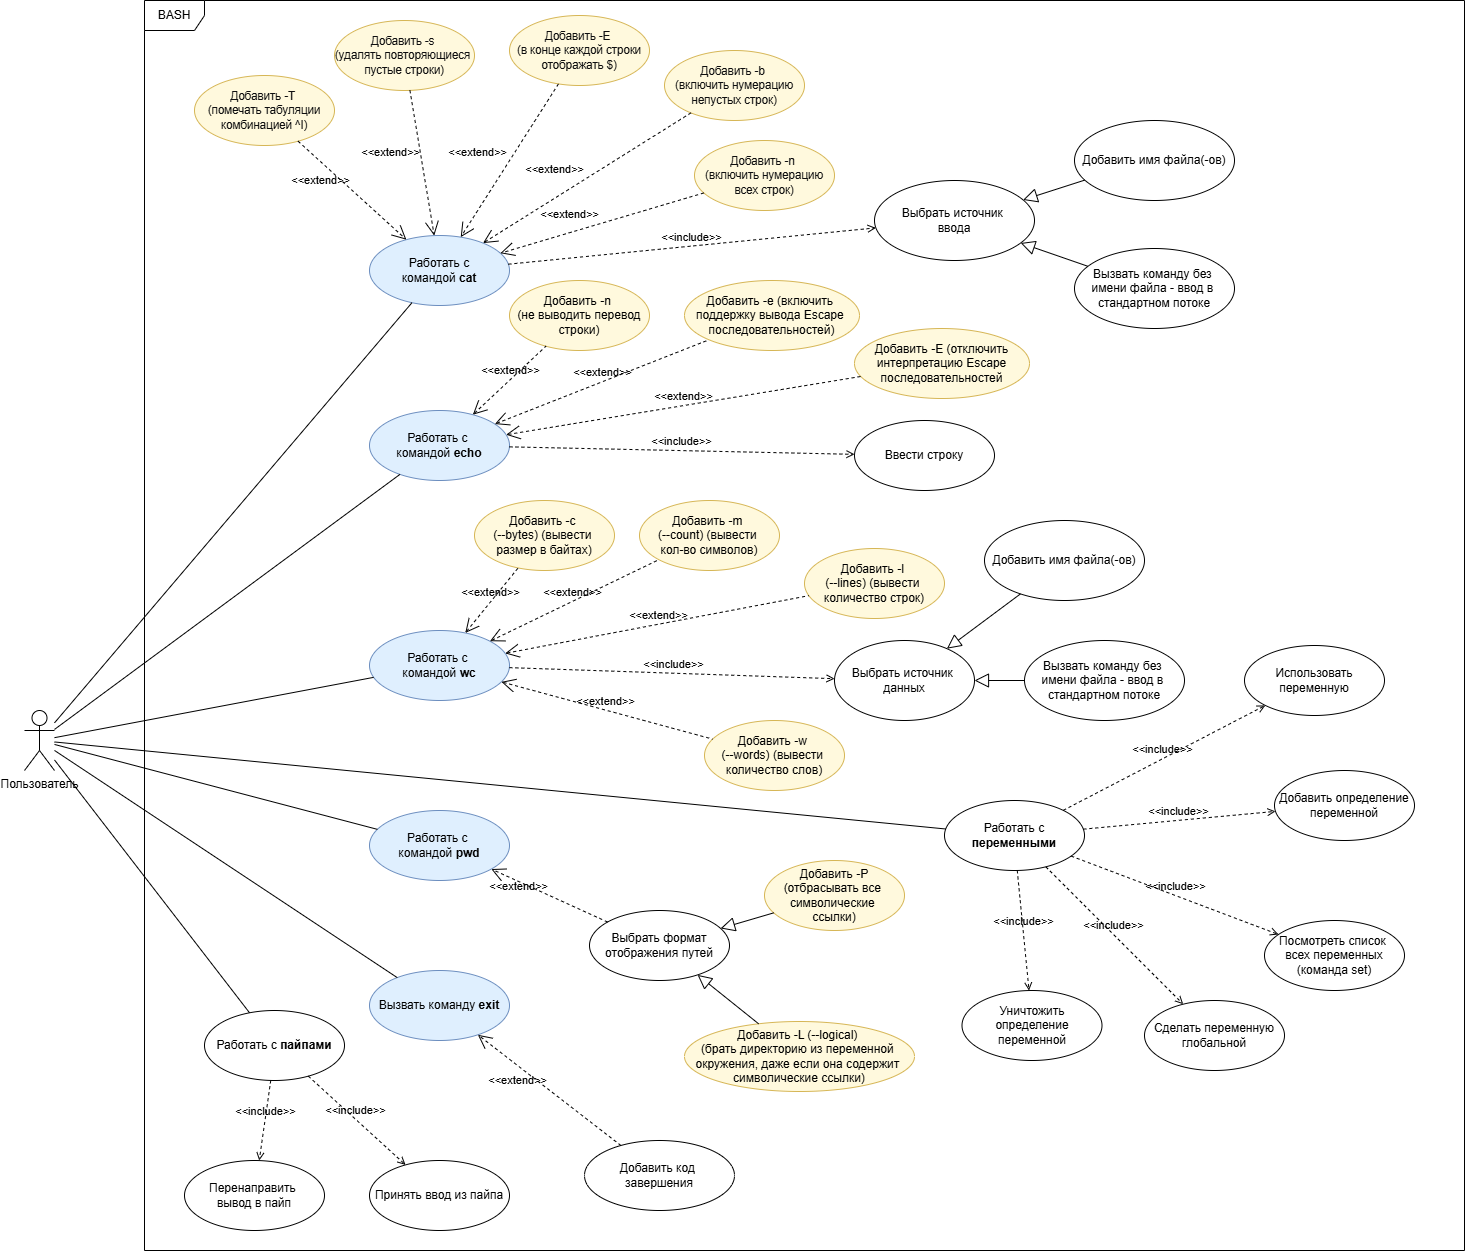 BASH
Добавить -s
(удалять повторяющиеся
пустые строки)
Добавить -E
(в конце каждой строки
отображать $)
Добавить -b
(включить нумерацию
непустых строк)
Добавить -T
(помечать табуляции
комбинацией ^I)
<<extend>>
<<extend>>
<<extend>>
<<extend>>
<<extend>>
Добавить -n
(включить нумерацию
всех строк)
Добавить имя файла(-ов)
Выбрать источник
ввода
<<include>>
Работать с
командой cat
Вызвать команду без
имени файла - ввод в
стандартном потоке
Добавить -n
(не выводить перевод
строки)
Добавить -e (включить
поддержку вывода Escape
последовательностей)
Добавить -E (отключить
интерпретацию Escape
последовательностей
<<extend>>
<<extend>>
<<extend>>
Работать с
командой echo
<<include>>
Ввести строку
Добавить -c
(--bytes) (вывести
размер в байтах)
Добавить -m
(--count) (вывести
кол-во символов)
Добавить -l
(--lines) (вывести
количество строк)
Добавить имя файла(-ов)
<<extend>>
<<extend>>
<<extend>>
Работать с
командой wc
<<include>>
Выбрать источник
данных
Вызвать команду без
имени файла - ввод в
стандартном потоке
<<extend>>
Добавить -w
(--words) (вывести
количество слов)
Использовать
переменную
<<include>>
Пользователь
Добавить определение
переменной
<<include>>
Работать с
переменными
Работать с
командой pwd
<<extend>>
Добавить -P
(отбрасывать все
символические
ссылки)
Выбрать формат
отображения путей
<<include>>
<<include>>
<<include>>
Посмотреть список
всех переменных
(команда set)
Вызвать команду exit
Уничтожить
определение
переменной
Сделать переменную
глобальной
Добавить -L (--logical)
(брать директорию из переменной
окружения, даже если она содержит
символические ссылки)
Работать с пайпами
<<extend>>
<<include>>
<<include>>
Добавить код
завершения
Перенаправить
вывод в пайп
Принять ввод из пайпа